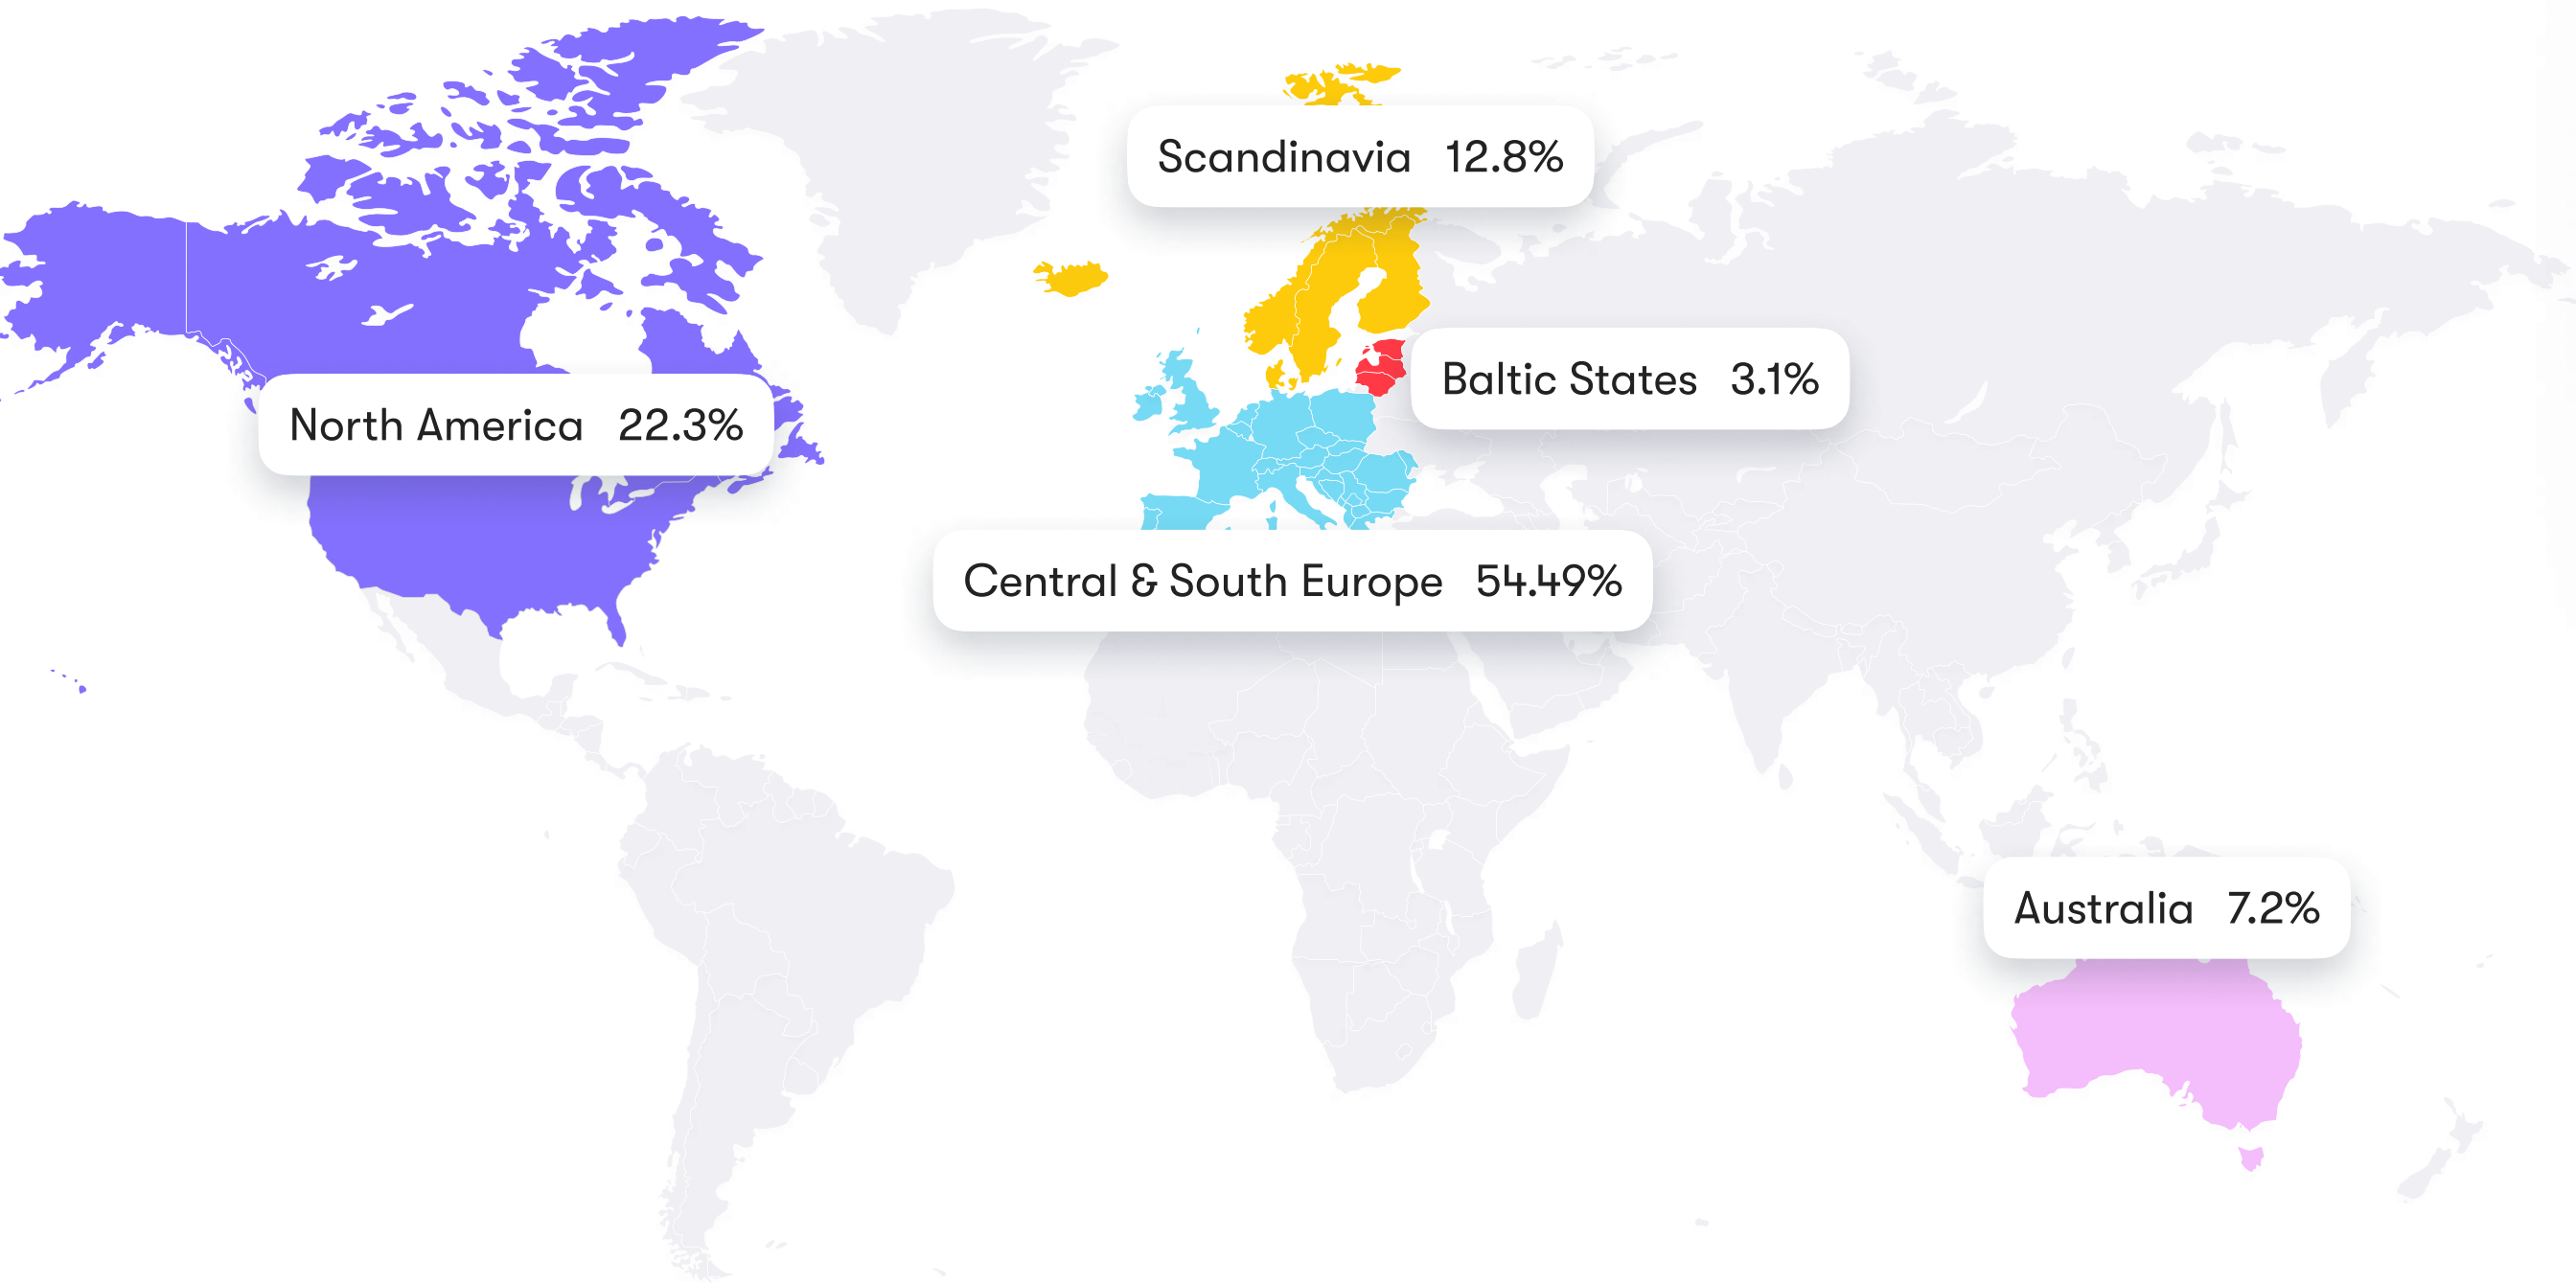 Scandinavia 12.8%
Baltic States 3.1%
North America 22.3%
Central & South Europe 54.49%
Australia 7.2%